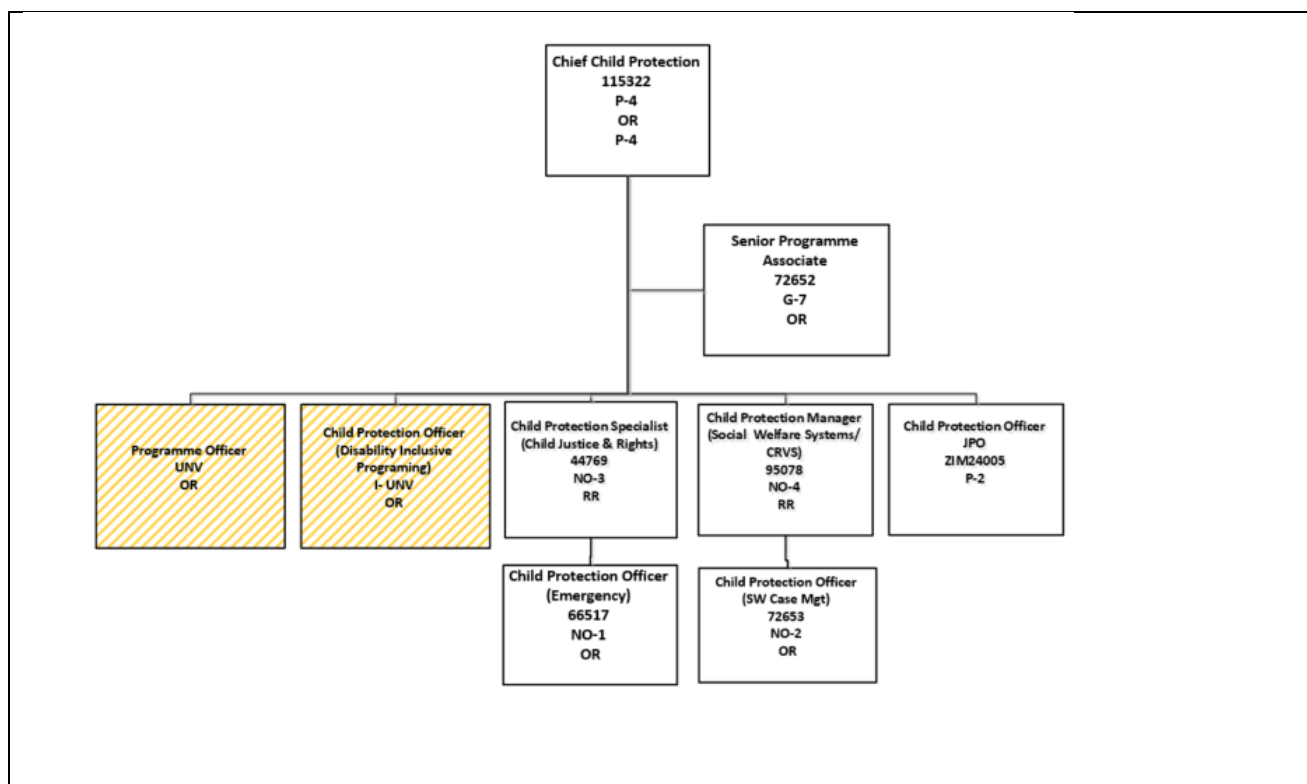 Chief Child Protection
115322
P-4
OR
P-4
Senior Programme
Associate
72652
G-7
OR
Programme Officer
UNV
OR
Child Protection Officer
(Disability Inclusive
Programing)
I- UNV
OR
Child Protection Specialist
(Child Justice & Rights)
44769
NO-3
RR
Child Protection Manager
(Social Welfare Systems/
CRVS)
95078
NO-4
RR
Child Protection Officer
JPO
ZIM24005
P-2
Child Protection Officer
(Emergency)
66517
NO-1
OR
Child Protection Officer
(SW Case Mgt)
72653
NO-2
OR